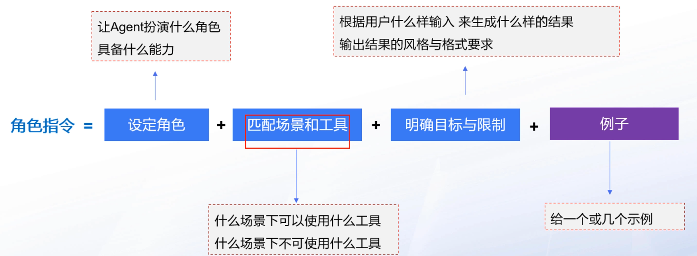 让Agent扮演什么角色
具备什么能力
根据用户什么样输入 来生成什么样的结果
输出结果的风格与格式要求
角色指令 = 设定角色 + 匹配场景和工具 + 明确目标与限制 + 例子
什么场景下可以使用什么工具
什么场景下不可使用什么工具
给一个或几个示例